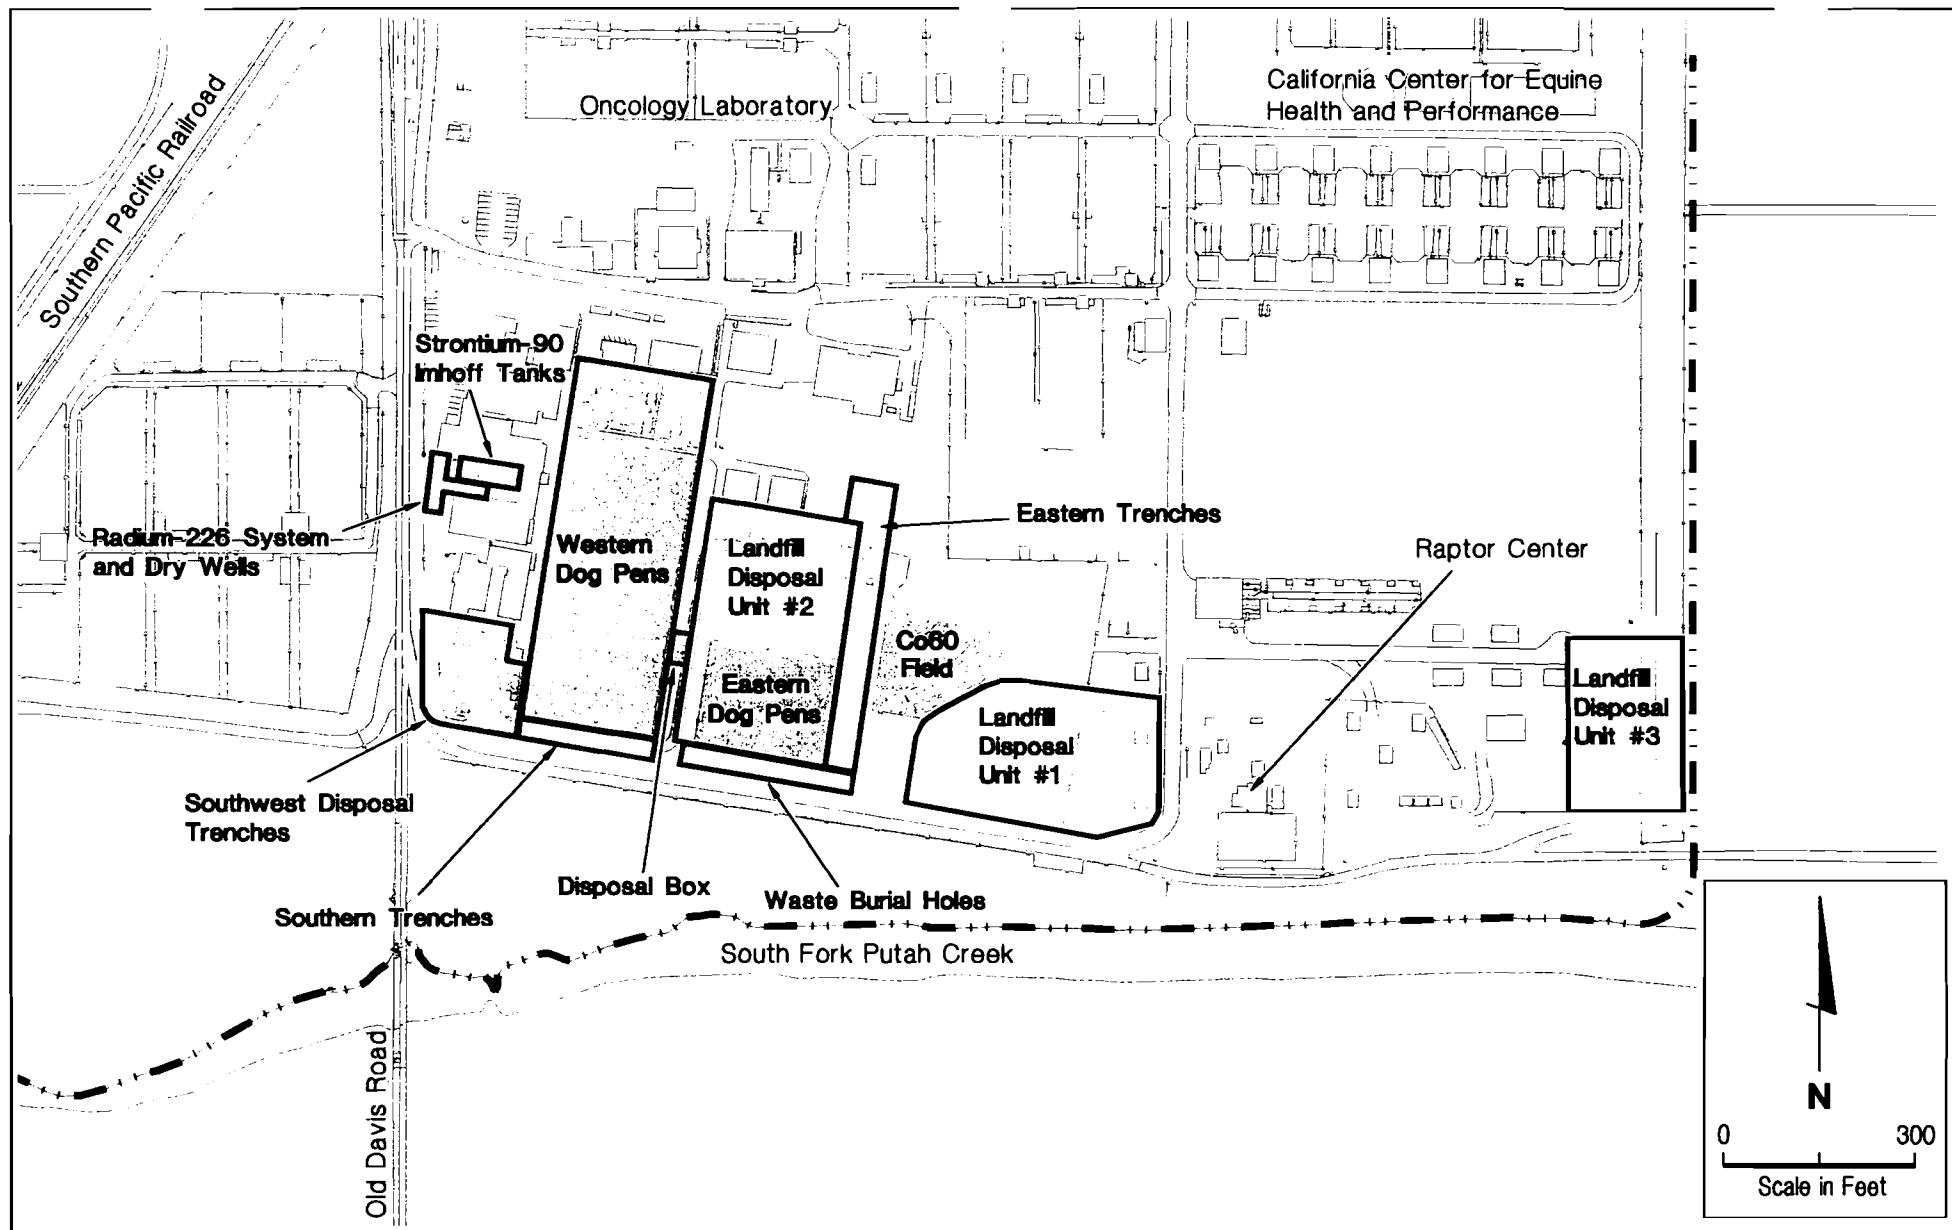 Oncology Laboratory
California Center for Equine
Health and Performance
Southern Pacific Railroad
Strontium-90
Imhoff Tanks
Radium-226 System
and Dry Wells
Western
Dog Pens
Landfill
Disposal
Unit #2
Eastern Trenches
Raptor Center
Co60
Field
Eastern
Dog Pens
Landfill
Disposal
Unit #1
Landfill
Disposal
Unit #3
Southwest Disposal
Trenches
Disposal Box
Waste Burial Holes
Southern Trenches
South Fork Putah Creek
Old Davis Road
N
0 300
Scale in Feet